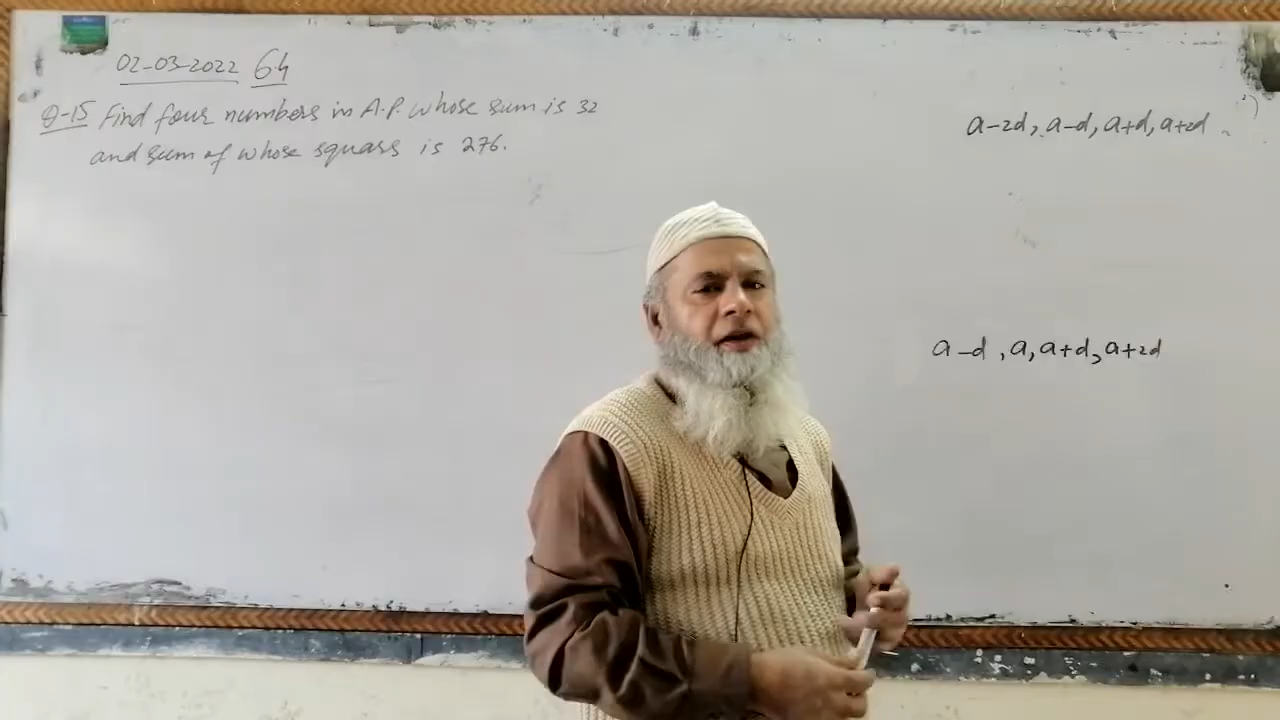 02-03-2022 64
Q-15 Find four numbers in A.P. whose sum is 32
and sum of whose squars is 276.
a-2d, a-d, a+d, a+2d
a-d, a, a+d, a+2d